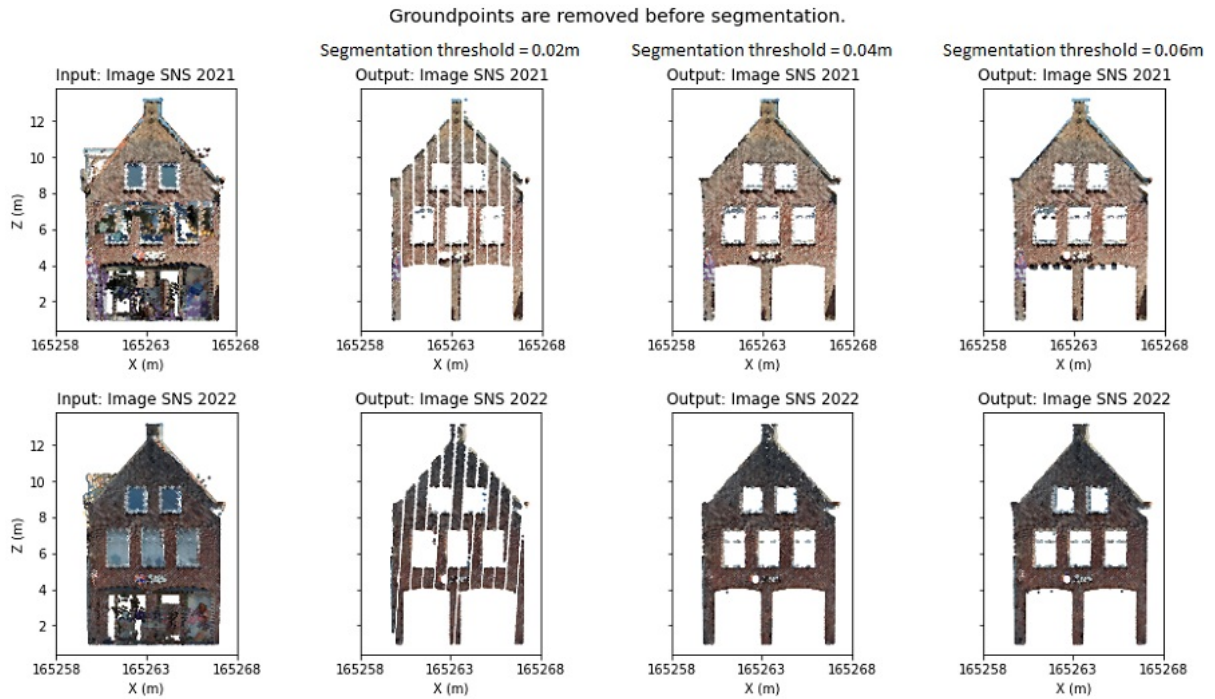 Groundpoints are removed before segmentation.
Segmentation threshold = 0.02m
Segmentation threshold = 0.04m
Segmentation threshold = 0.06m
Input: Image SNS 2021
Output: Image SNS 2021
Output: Image SNS 2021
Output: Image SNS 2021
Z (m)
12
10
8
6
4
2
165258 165263 165268
165258 165263 165268
165258 165263 165268
165258 165263 165268
X (m)
X (m)
X (m)
X (m)
Input: Image SNS 2022
Output: Image SNS 2022
Output: Image SNS 2022
Output: Image SNS 2022
Z (m)
12
10
8
6
4
2
165258 165263 165268
165258 165263 165268
165258 165263 165268
165258 165263 165268
X (m)
X (m)
X (m)
X (m)